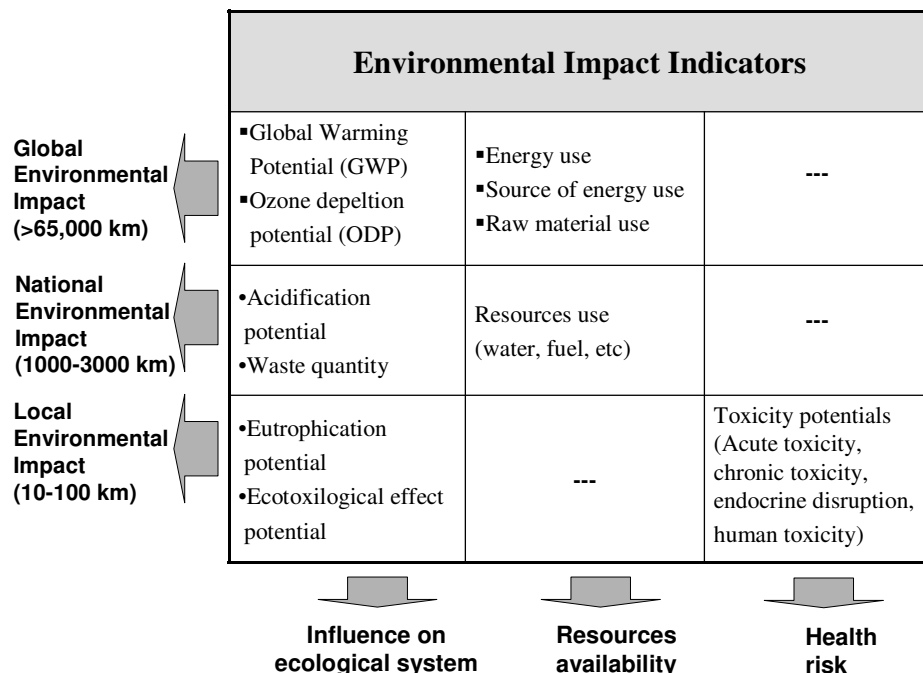 Environmental Impact Indicators
Global
Environmental
Impact
(>65,000 km)
▪Global Warming
Potential (GWP)
▪Ozone depeltion
potential (ODP)
▪Energy use
▪Source of energy use
▪Raw material use
---
National
Environmental
Impact
(1000-3000 km)
•Acidification
potential
•Waste quantity
Resources use
(water, fuel, etc)
---
Local
Environmental
Impact
(10-100 km)
•Eutrophication
potential
•Ecotoxilogical effect
potential
---
Toxicity potentials
(Acute toxicity,
chronic toxicity,
endocrine disruption,
human toxicity)
Influence on
ecological system
Resources
availability
Health
risk